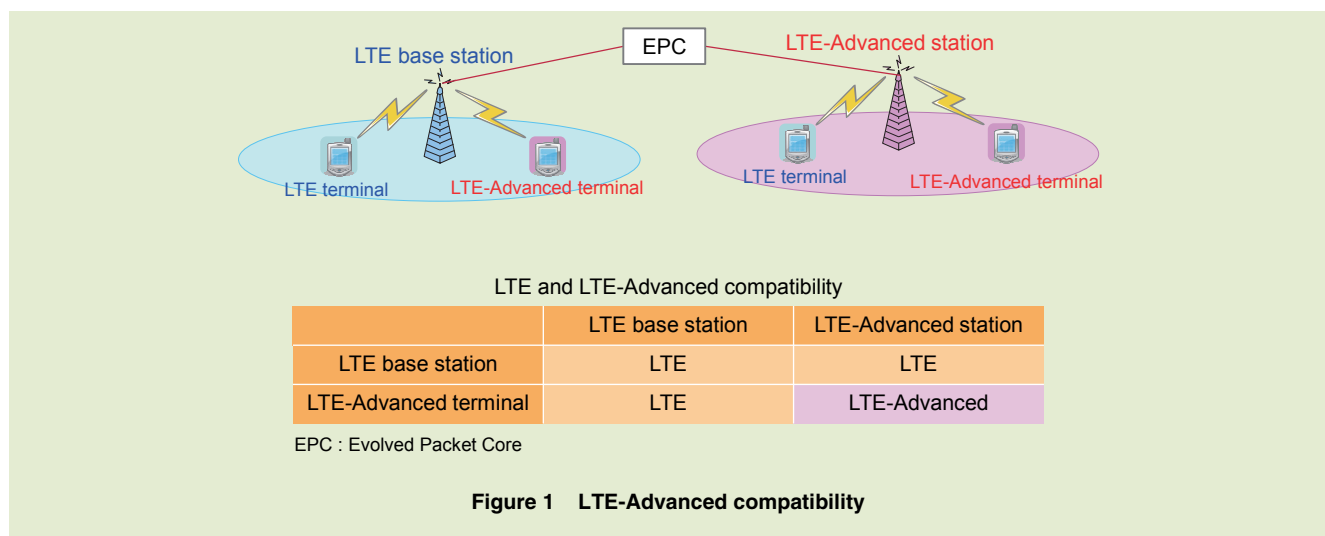 EPC
LTE base station
LTE-Advanced station
LTE terminal
LTE-Advanced terminal
LTE terminal
LTE-Advanced terminal
LTE and LTE-Advanced compatibility
LTE base station LTE-Advanced station
LTE base station LTE LTE
LTE-Advanced terminal LTE LTE-Advanced
EPC : Evolved Packet Core
Figure 1 LTE-Advanced compatibility